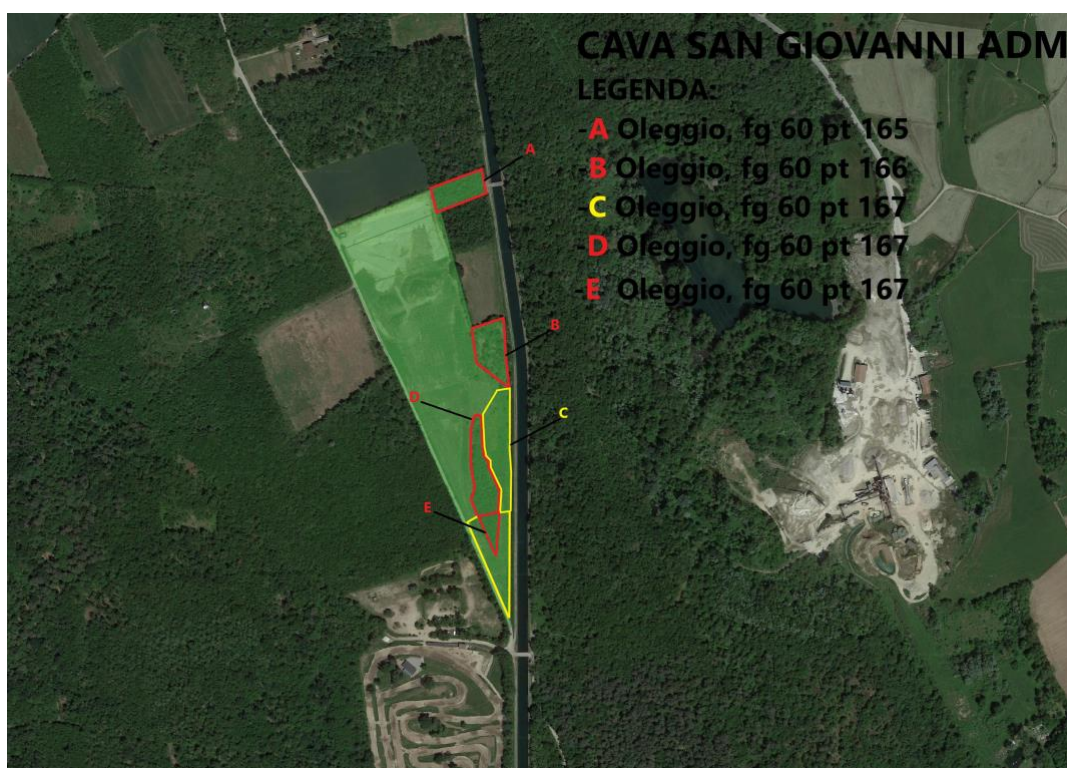 CAVA SAN GIOVANNI ADM
LEGENDA:
-A Oleggio, fg 60 pt 165
-B Oleggio, fg 60 pt 166
-C Oleggio, fg 60 pt 167
-D Oleggio, fg 60 pt 167
-E Oleggio, fg 60 pt 167
A
B
D
C
E